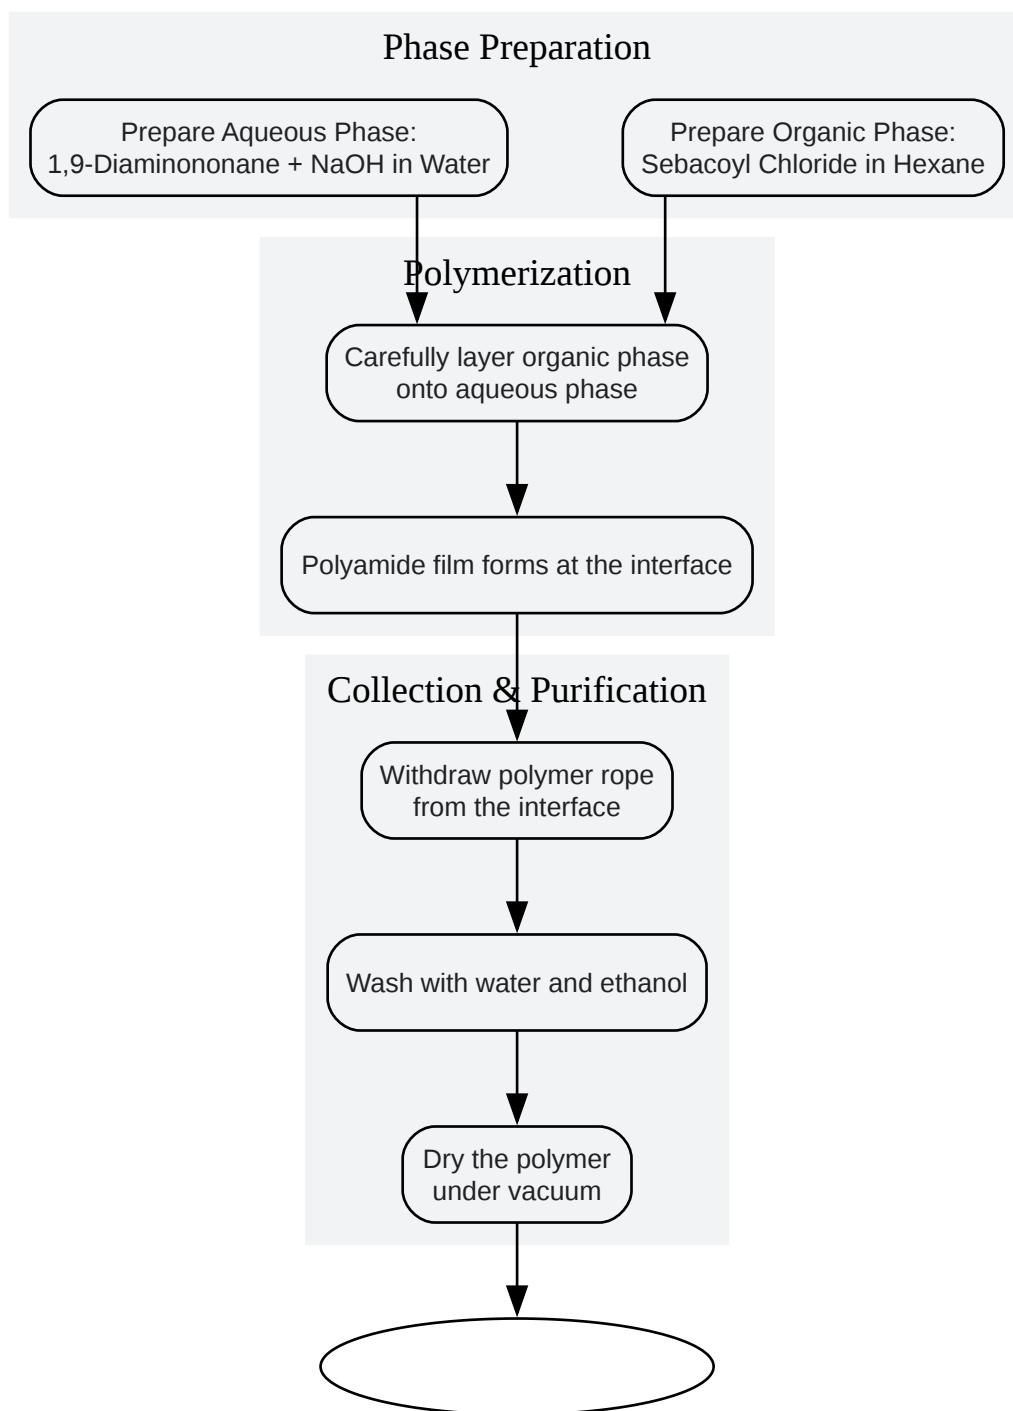 Phase Preparation
Prepare Aqueous Phase:
1,9-Diaminononane + NaOH in Water
Prepare Organic Phase:
Sebacoyl Chloride in Hexane
Polymerization
Carefully layer organic phase
onto aqueous phase
Polyamide film forms at the interface
Collection & Purification
Withdraw polymer rope
from the interface
Wash with water and ethanol
Dry the polymer
under vacuum